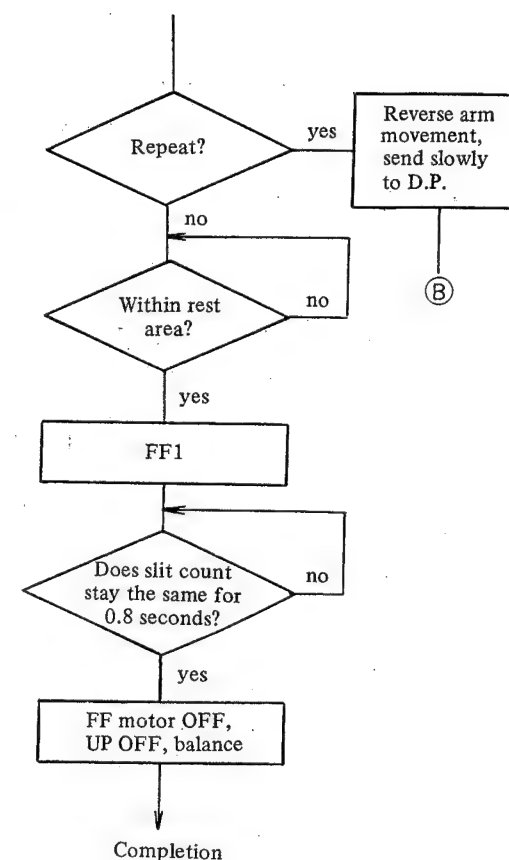 Repeat?
yes
Reverse arm
movement,
send slowly
to D.P.
no
B
Within rest
area?
no
yes
FF1
Does slit count
stay the same for
0.8 seconds?
no
yes
FF motor OFF,
UP OFF, balance
Completion